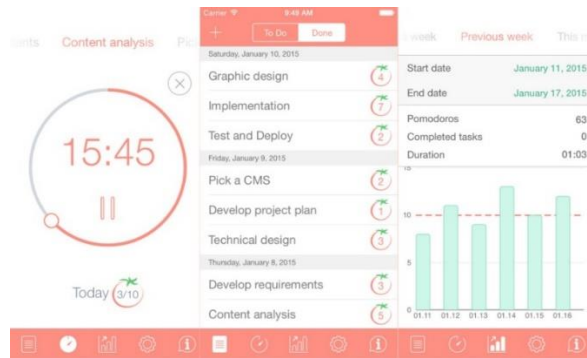 Content analysis
15:45
Today 3/10
Carrier 9:49 AM
+ To Do Done
Saturday, January 10, 2015
Graphic design 4
Implementation 7
Test and Deploy 2
Friday, January 9, 2015
Pick a CMS 2
Develop project plan 1
Technical design 3
Thursday, January 8, 2015
Develop requirements 3
Content analysis 5
week Previous week This
Start date January 11, 2015
End date January 17, 2015
Pomodoros 63
Completed tasks 0
Duration 01:03
15
10
5
0
01.11 01.12 01.13 01.14 01.15 01.16